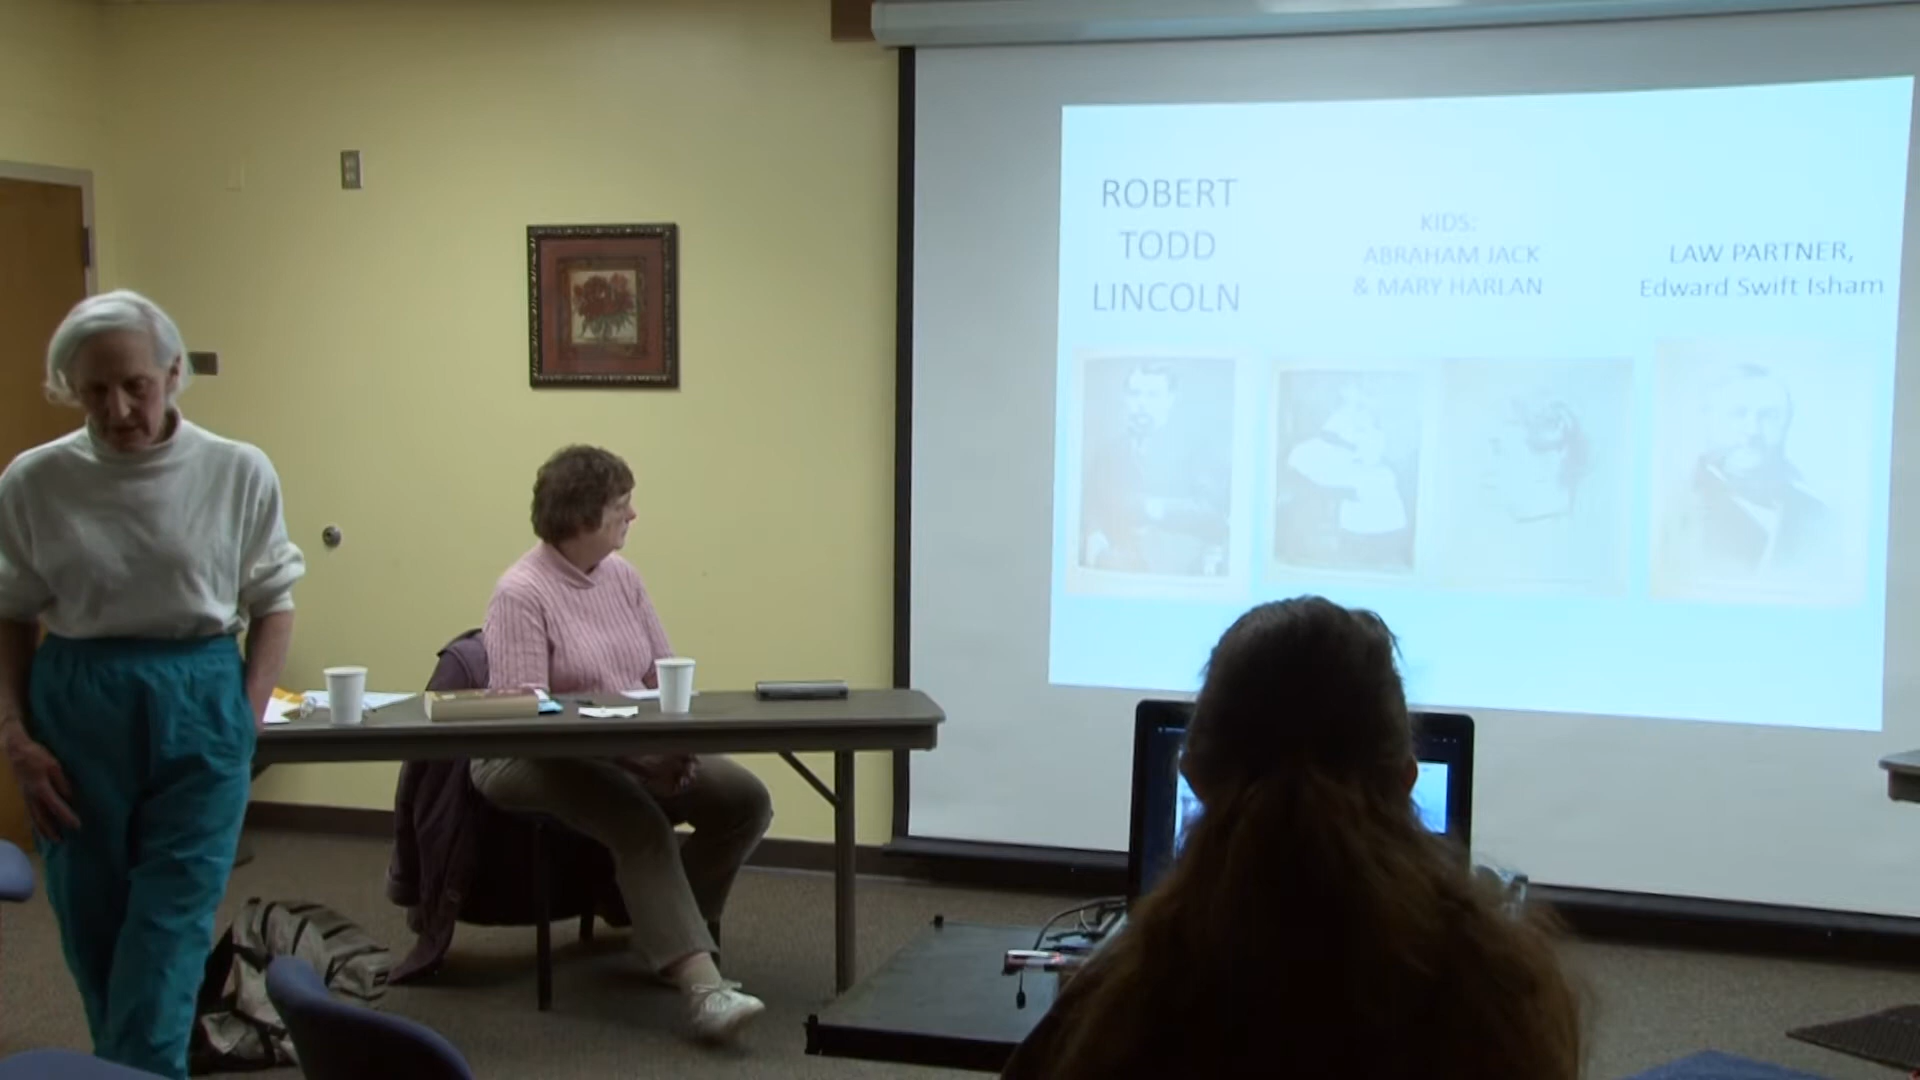 ROBERT
TODD
LINCOLN
KIDS:
ABRAHAM JACK
& MARY HARLAN
LAW PARTNER,
Edward Swift Isham